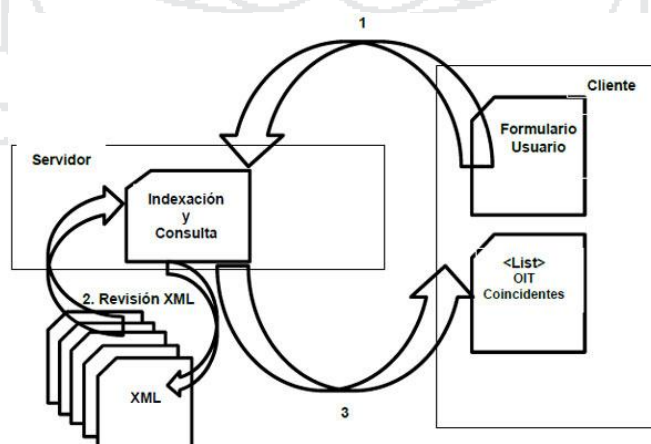 1
Cliente
Formulario
Usuario
Servidor
Indexación
y
Consulta
<List>
OIT
Coincidentes
2. Revisión XML
XML
3